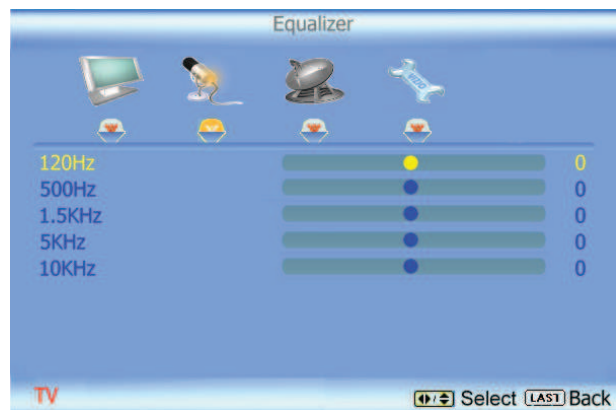 Equalizer
120Hz 0
500Hz 0
1.5KHz 0
5KHz 0
10KHz 0
TV Select LAST Back